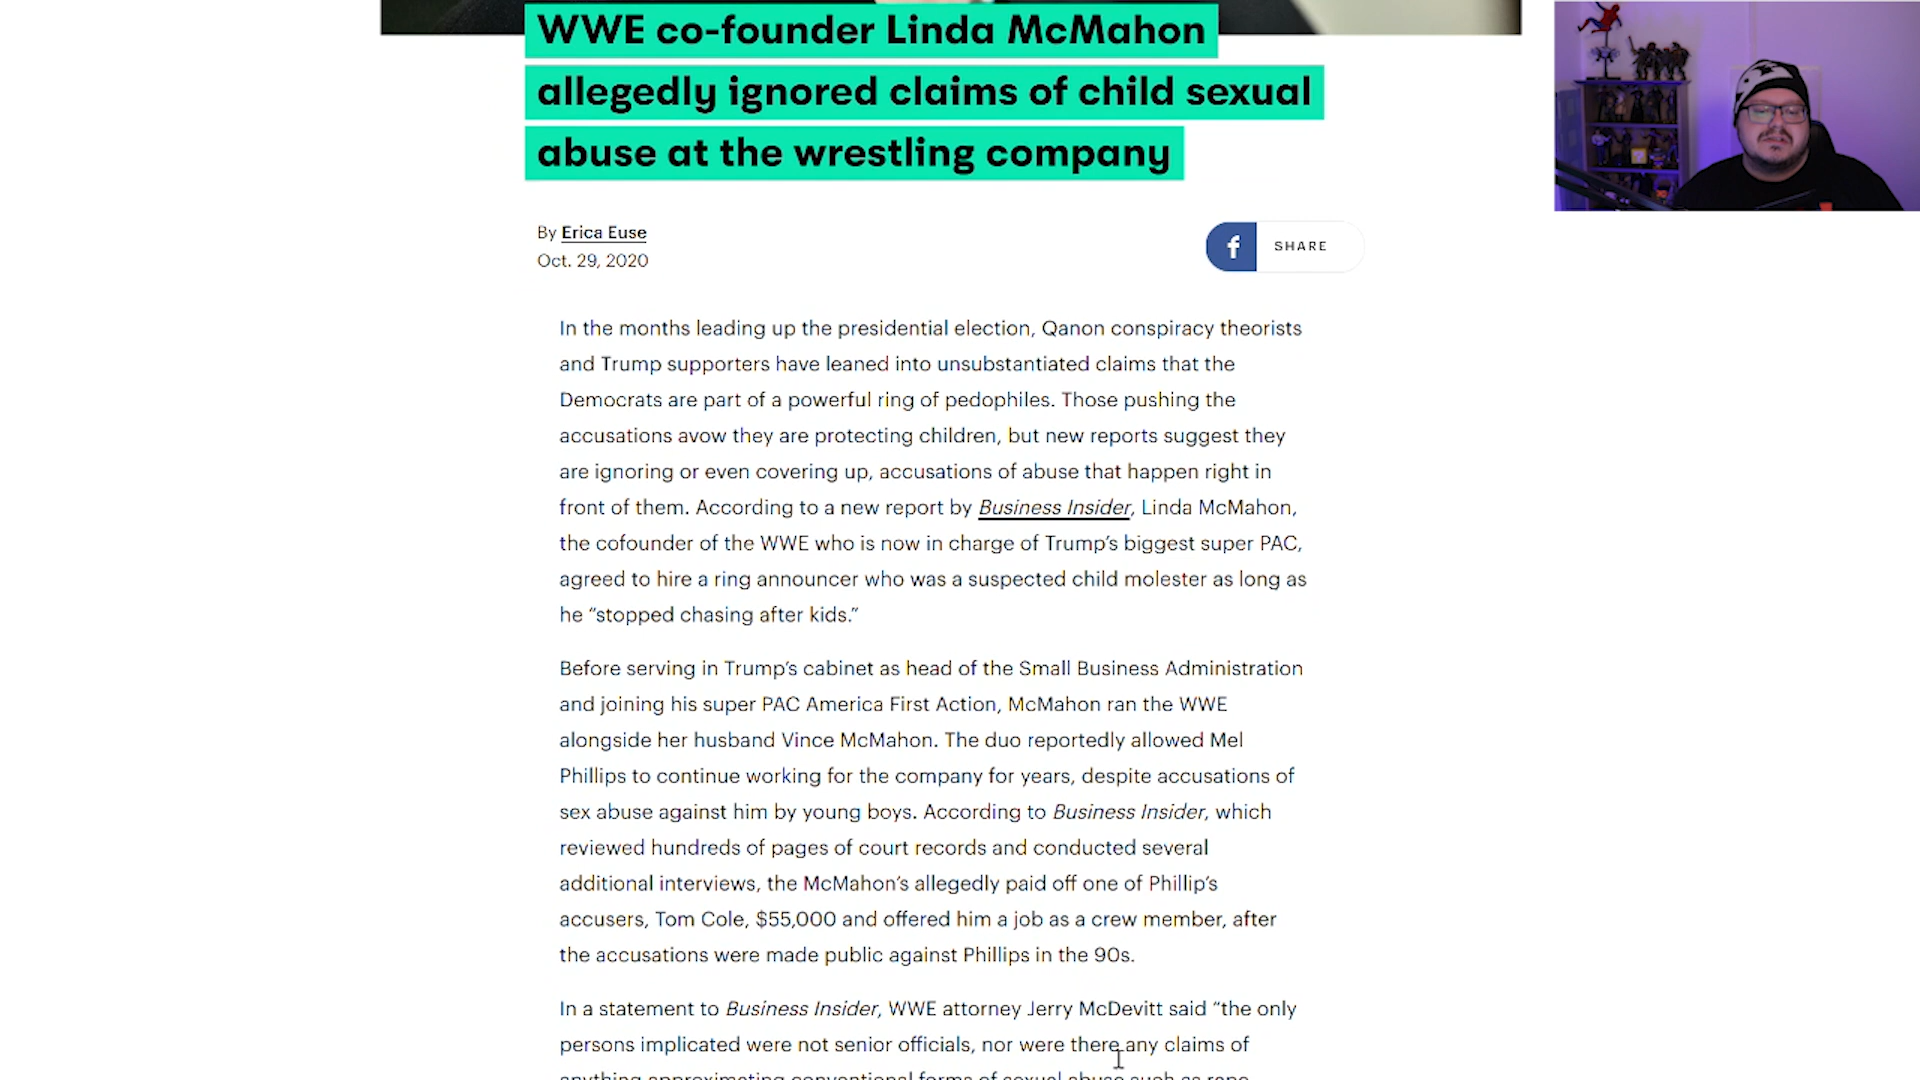 WWE co-founder Linda McMahon
allegedly ignored claims of child sexual
abuse at the wrestling company
By Erica Euse
Oct. 29, 2020
f SHARE
In the months leading up the presidential election, Qanon conspiracy theorists
and Trump supporters have leaned into unsubstantiated claims that the
Democrats are part of a powerful ring of pedophiles. Those pushing the
accusations avow they are protecting children, but new reports suggest they
are ignoring or even covering up, accusations of abuse that happen right in
front of them. According to a new report by Business Insider, Linda McMahon,
the cofounder of the WWE who is now in charge of Trump’s biggest super PAC,
agreed to hire a ring announcer who was a suspected child molester as long as
he “stopped chasing after kids.”
Before serving in Trump’s cabinet as head of the Small Business Administration
and joining his super PAC America First Action, McMahon ran the WWE
alongside her husband Vince McMahon. The duo reportedly allowed Mel
Phillips to continue working for the company for years, despite accusations of
sex abuse against him by young boys. According to Business Insider, which
reviewed hundreds of pages of court records and conducted several
additional interviews, the McMahon’s allegedly paid off one of Phillip’s
accusers, Tom Cole, $55,000 and offered him a job as a crew member, after
the accusations were made public against Phillips in the 90s.
In a statement to Business Insider, WWE attorney Jerry McDevitt said “the only
persons implicated were not senior officials, nor were there any claims of
anything approximating conventional forms of sexual abuse such as rape